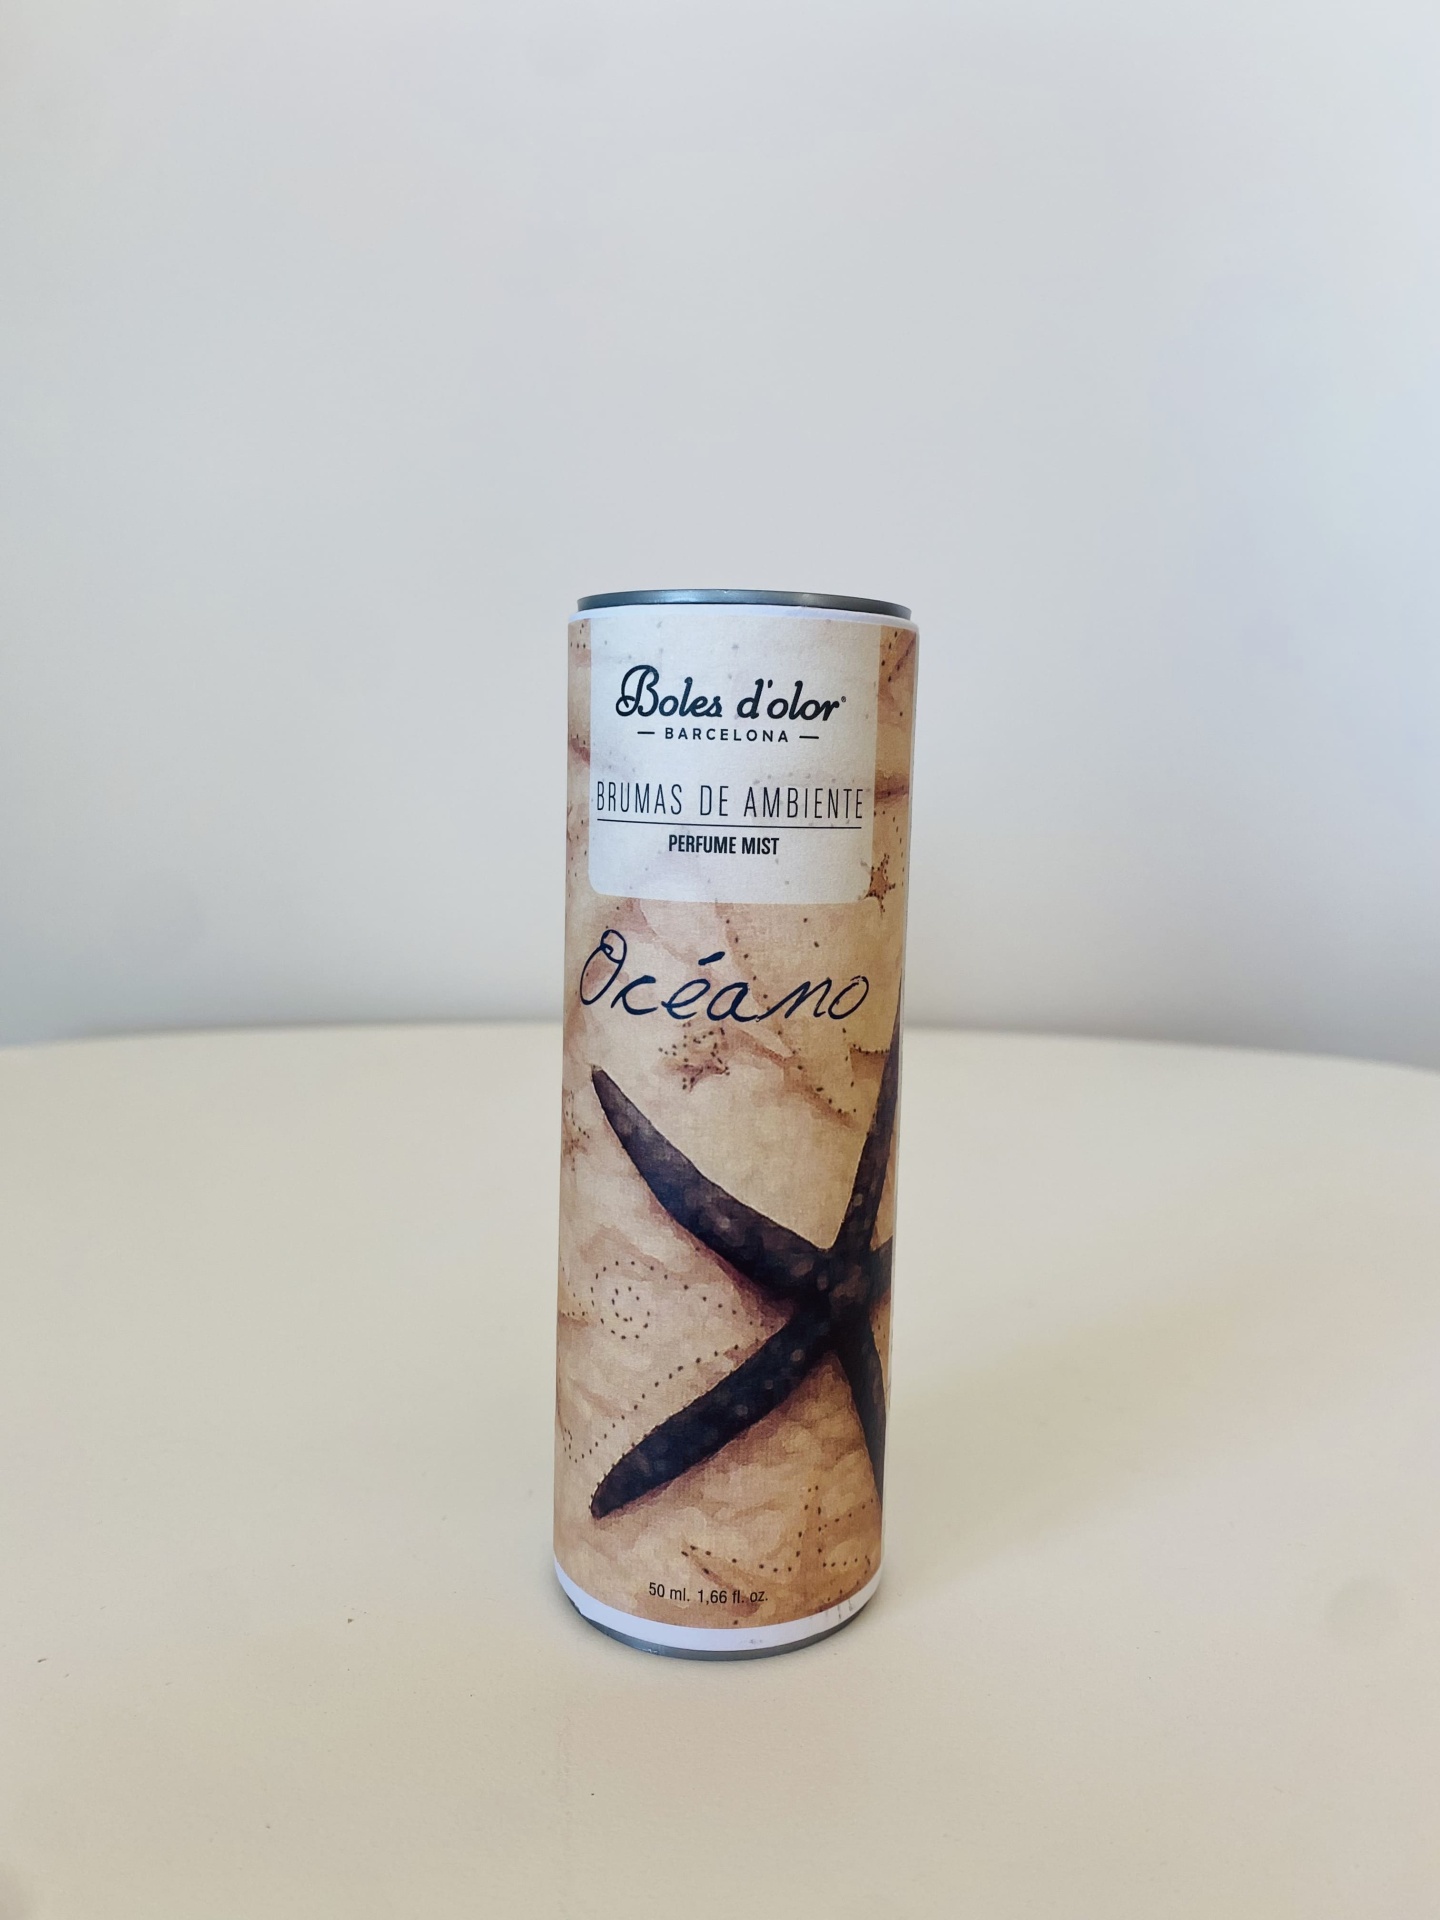 Boles d'olor®
— BARCELONA —
BRUMAS DE AMBIENTE
PERFUME MIST
Océano
50 ml. 1,66 fl. oz.